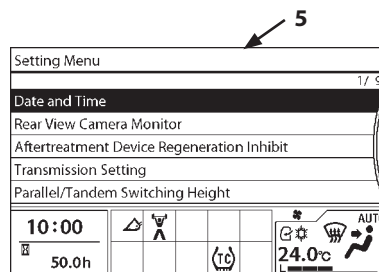 5
Setting Menu
1/ 9
Date and Time
Rear View Camera Monitor
Aftertreatment Device Regeneration Inhibit
Transmission Setting
Parallel/Tandem Switching Height
10:00
AUT
50.0h
(TC)
24.0℃
L